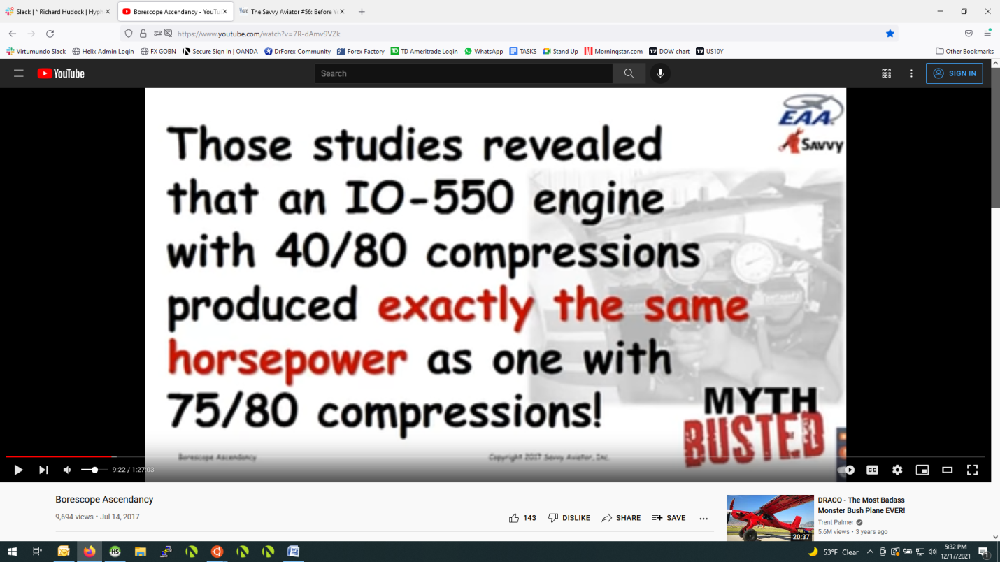 Slack | * Richard Hudock | Hyph
Borescope Ascendancy - YouTu
The Savvy Aviator #56: Before Yo
https://www.youtube.com/watch?v=7R-dAmv9VZk
Virtumundo Slack
Helix Admin Login
FX GOBN
Secure Sign In | OANDA
DrForex Community
Forex Factory
TD Ameritrade Login
WhatsApp
TASKS
Stand Up
Morningstar.com
DOW chart
US10Y
Other Bookmarks
YouTube
Search
SIGN IN
EAA
SAVVY
Those studies revealed
that an IO-550 engine
with 40/80 compressions
produced exactly the same
horsepower as one with
75/80 compressions!
MYTH
BUSTED
Borescope Ascendancy
Copyright 2017 Savvy Aviator, Inc.
9:22 / 1:27:03
CC
Borescope Ascendancy
9,694 views • Jul 14, 2017
143
DISLIKE
SHARE
SAVE
DRACO - The Most Badass
Monster Bush Plane EVER!
Trent Palmer
5.6M views • 3 years ago
20:37
HS
53°F Clear
5:32 PM
12/17/2021
1